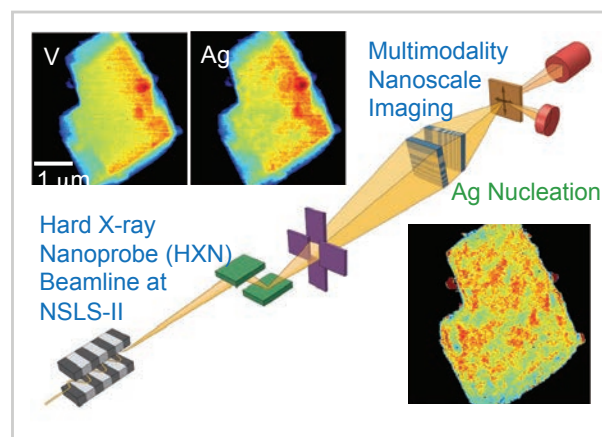 V
Ag
1 µm
Multimodality
Nanoscale
Imaging
Ag Nucleation
Hard X-ray
Nanoprobe (HXN)
Beamline at
NSLS-II